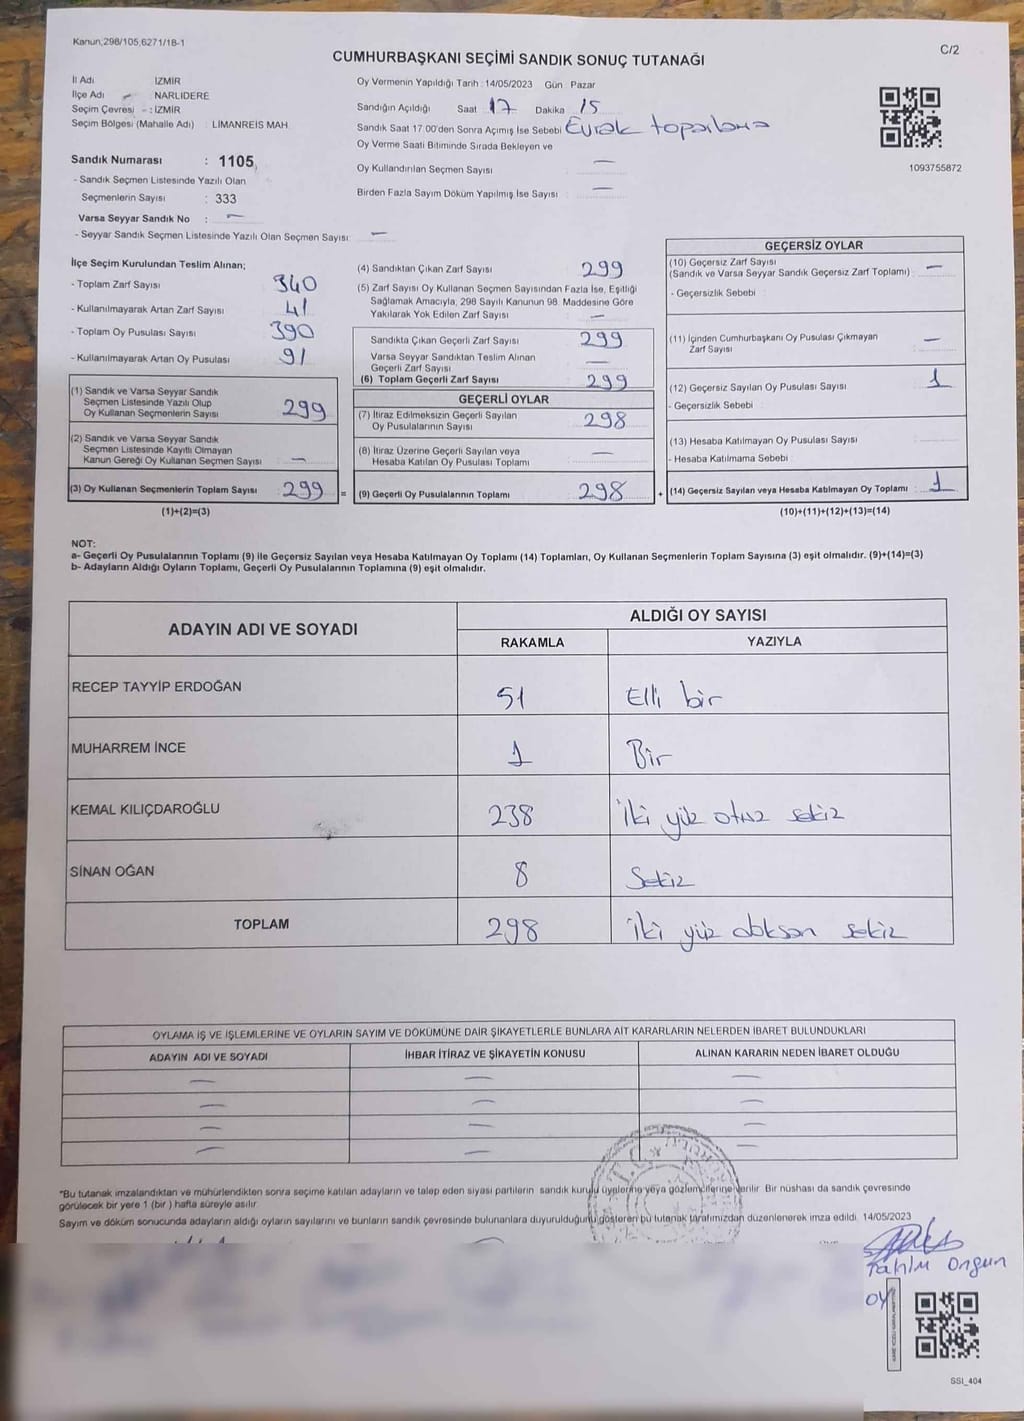 Kanun,298/105,6271/18-1
C/2
CUMHURBAŞKANI SEÇİMİ SANDIK SONUÇ TUTANAĞI
İl Adı İZMİR
İlçe Adı NARLIDERE
Seçim Çevresi : İZMİR
Seçim Bölgesi (Mahalle Adı) : LİMANREİS MAH.
Sandık Numarası : 1105
- Sandık Seçmen Listesinde Yazılı Olan
Seçmenlerin Sayısı : 333
Varsa Seyyar Sandık No : —
- Seyyar Sandık Seçmen Listesinde Yazılı Olan Seçmen Sayısı: —
Oy Vermenin Yapıldığı Tarih : 14/05/2023 Gün : Pazar
Sandığın Açıldığı Saat 17 Dakika 15
Sandık Saat 17.00'den Sonra Açımış İse Sebebi Evrak
Oy Verme Saati Bitiminde Sırada Bekleyen ve
Oy Kullandırılan Seçmen Sayısı —
Birden Fazla Sayım Döküm Yapılmış İse Sayısı —
1093755872
İlçe Seçim Kurulundan Teslim Alınan;
- Toplam Zarf Sayısı 340
- Kullanılmayarak Artan Zarf Sayısı 41
- Toplam Oy Pusulası Sayısı 390
- Kullanılmayarak Artan Oy Pusulası 91
(1) Sandık ve Varsa Seyyar Sandık
Seçmen Listesinde Yazılı Olup
Oy Kullanan Seçmenlerin Sayısı 299
(2) Sandık ve Varsa Seyyar Sandık
Seçmen Listesinde Kayıtlı Olmayan
Kanun Gereği Oy Kullanan Seçmen Sayısı —
(3) Oy Kullanan Seçmenlerin Toplam Sayısı 299 =
(1)+(2)=(3)
(4) Sandıktan Çıkan Zarf Sayısı 299
(5) Zarf Sayısı Oy Kullanan Seçmen Sayısından Fazla İse, Eşitliği
Sağlamak Amacıyla, 298 Sayılı Kanunun 98. Maddesine Göre
Yakılarak Yok Edilen Zarf Sayısı —
Sandıkta Çıkan Geçerli Zarf Sayısı 299
Varsa Seyyar Sandıktan Teslim Alınan
Geçerli Zarf Sayısı —
(6) Toplam Geçerli Zarf Sayısı 299
GEÇERLİ OYLAR
(7) İtiraz Edilmeksizin Geçerli Sayılan
Oy Pusulalarının Sayısı 298
(8) İtiraz Üzerine Geçerli Sayılan veya
Hesaba Katılan Oy Pusulası Toplamı —
(9) Geçerli Oy Pusulalarının Toplamı 298 +
GEÇERSİZ OYLAR
(10) Geçersiz Zarf Sayısı
(Sandık ve Varsa Seyyar Sandık Geçersiz Zarf Toplamı) —
- Geçersizlik Sebebi :
(11) İçinden Cumhurbaşkanı Oy Pusulası Çıkmayan
Zarf Sayısı —
(12) Geçersiz Sayılan Oy Pusulası Sayısı 1
- Geçersizlik Sebebi :
(13) Hesaba Katılmayan Oy Pusulası Sayısı
- Hesaba Katılmama Sebebi :
(14) Geçersiz Sayılan veya Hesaba Katılmayan Oy Toplamı : 1
(10)+(11)+(12)+(13)=(14)
NOT:
a- Geçerli Oy Pusulalarının Toplamı (9) ile Geçersiz Sayılan veya Hesaba Katılmayan Oy Toplamı (14) Toplamları, Oy Kullanan Seçmenlerin Toplam Sayısına (3) eşit olmalıdır. (9)+(14)=(3)
b- Adayların Aldığı Oyların Toplamı, Geçerli Oy Pusulalarının Toplamına (9) eşit olmalıdır.
ADAYIN ADI VE SOYADI ALDIĞI OY SAYISI
RAKAMLA YAZIYLA
RECEP TAYYİP ERDOĞAN 51 Elli bir
MUHARREM İNCE 1 Bir
KEMAL KILIÇDAROĞLU 238 İki yüz otuz sekiz
SİNAN OĞAN 8 Sekiz
TOPLAM 298 İki yüz doksan sekiz
OYLAMA İŞ VE İŞLEMLERİNE VE OYLARIN SAYIM VE DÖKÜMÜNE DAİR ŞİKAYETLERLE BUNLARA AİT KARARLARIN NELERDEN İBARET BULUNDUKLARI
ADAYIN ADI VE SOYADI İHBAR İTİRAZ VE ŞİKAYETİN KONUSU ALINAN KARARIN NEDEN İBARET OLDUĞU
— — —
— — —
— — —
— — —
T.C.
"Bu tutanak imzalandıktan ve mühürlendikten sonra seçime katılan adayların ve talep eden siyasi partilerin sandık kurulu üyelerine veya gözlemcilerine verilir. Bir nüshası da sandık çevresinde
görülecek bir yere 1 (bir ) hafta süreyle asılır.
Sayım ve döküm sonucunda adayların aldığı oyların sayılarını ve bunların sandık çevresinde bulunanlara duyurulduğunu gösteren bu tutanak tarafımızdan düzenlenerek imza edildi. 14/05/2023
Ongun
SSI_404